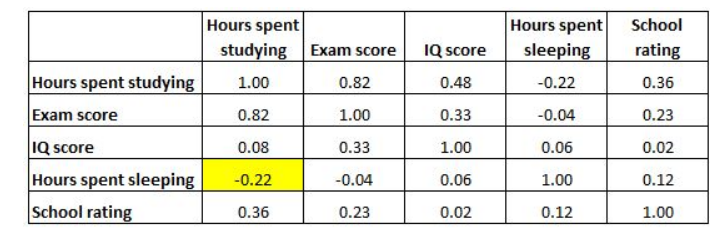 Hours spent studying Exam score IQ score Hours spent sleeping School rating
Hours spent studying 1.00 0.82 0.48 -0.22 0.36
Exam score 0.82 1.00 0.33 -0.04 0.23
IQ score 0.08 0.33 1.00 0.06 0.02
Hours spent sleeping -0.22 -0.04 0.06 1.00 0.12
School rating 0.36 0.23 0.02 0.12 1.00